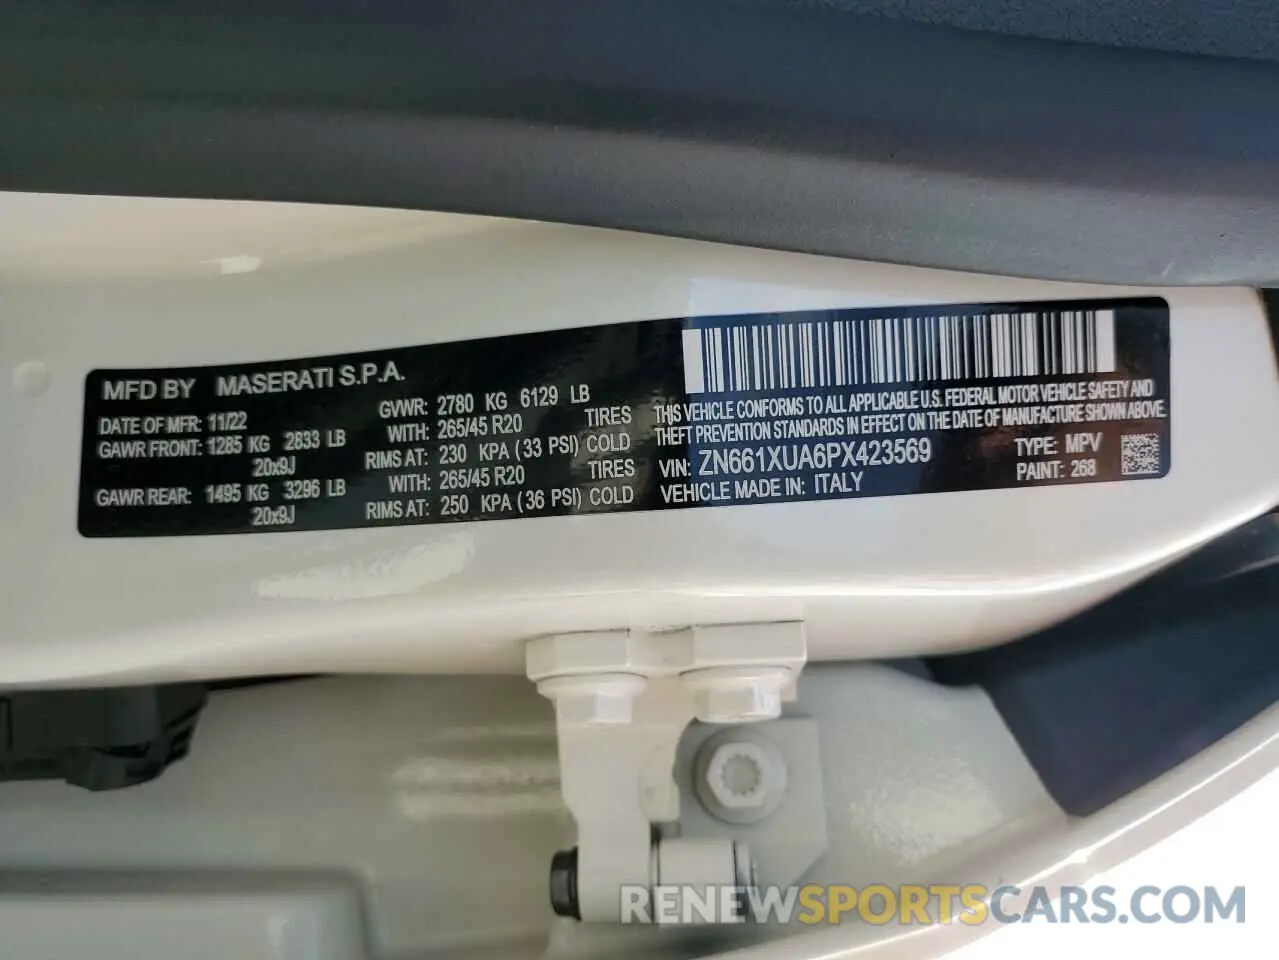 MFD BY MASERATI S.P.A.
DATE OF MFR: 11/22 GVWR: 2780 KG 6129 LB
GAWR FRONT: 1285 KG 2833 LB WITH: 265/45 R20 TIRES
20x9J RIMS AT: 230 KPA (33 PSI) COLD
GAWR REAR: 1495 KG 3296 LB WITH: 265/45 R20 TIRES
20x9J RIMS AT: 250 KPA (36 PSI) COLD
THIS VEHICLE CONFORMS TO ALL APPLICABLE U.S. FEDERAL MOTOR VEHICLE SAFETY AND
THEFT PREVENTION STANDARDS IN EFFECT ON THE DATE OF MANUFACTURE SHOWN ABOVE.
VIN: ZN661XUA6PX423569 TYPE: MPV
VEHICLE MADE IN: ITALY PAINT: 268
RENEWSPORTSCARS.COM